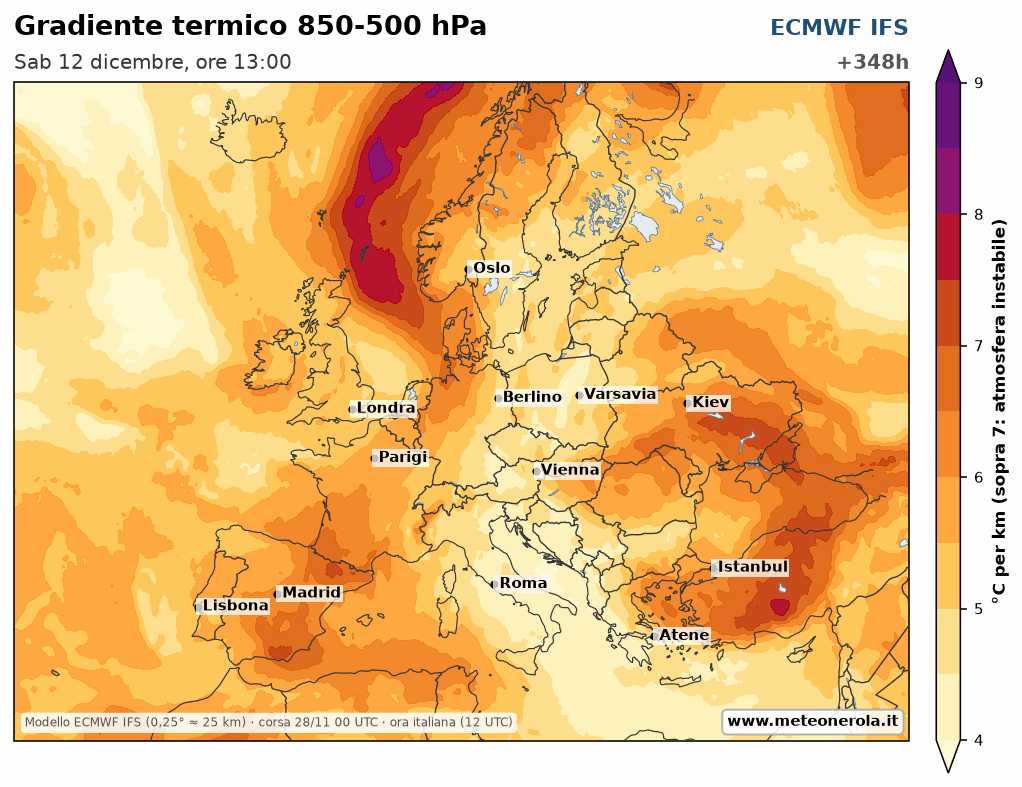 Gradiente termico 850-500 hPa
ECMWF IFS
Sab 12 dicembre, ore 13:00
+348h
9
8
7
6
5
4
°C per km (sopra 7: atmosfera instabile)
Oslo
Berlino
Varsavia
Kiev
Londra
Parigi
Vienna
Istanbul
Roma
Madrid
Lisbona
Atene
Modello ECMWF IFS (0,25° ≈ 25 km) · corsa 28/11 00 UTC · ora italiana (12 UTC)
www.meteonerola.it